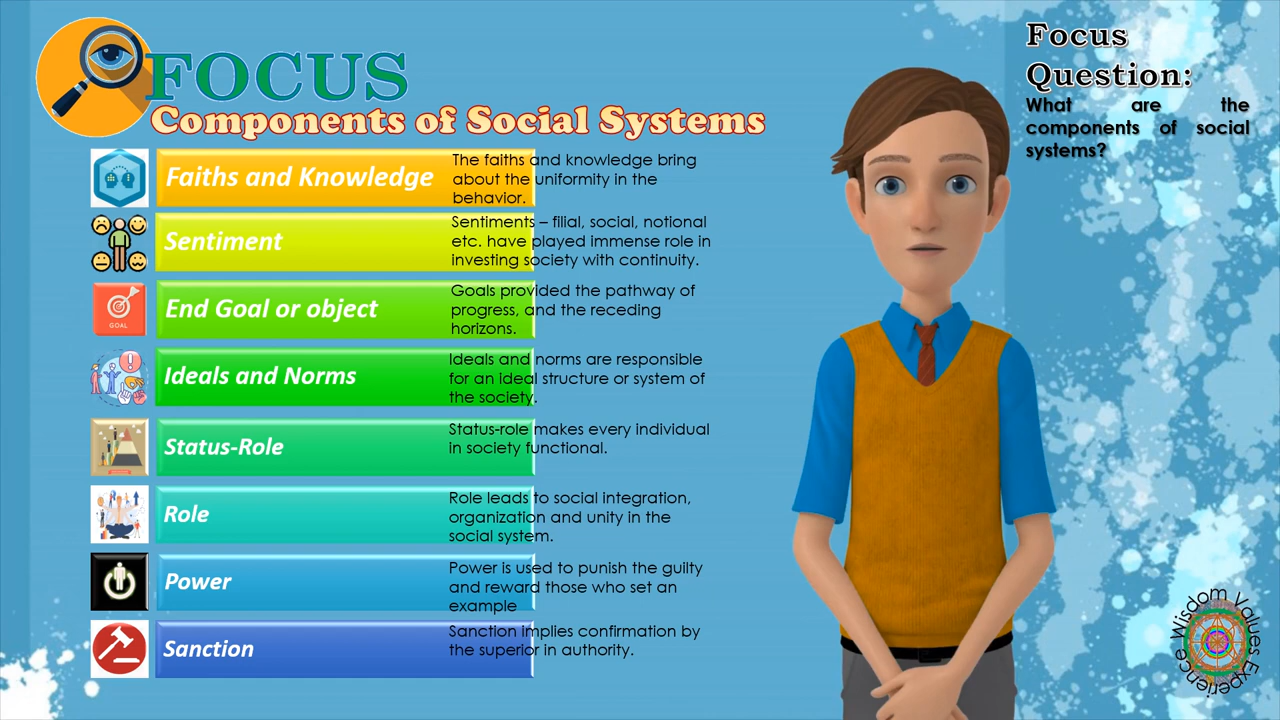 FOCUS
Components of Social Systems
Faiths and Knowledge
The faiths and knowledge bring
about the uniformity in the
behavior.
Sentiment
Sentiments – filial, social, notional
etc. have played immense role in
investing society with continuity.
GOAL
End Goal or object
Goals provided the pathway of
progress, and the receding
horizons.
Ideals and Norms
Ideals and norms are responsible
for an ideal structure or system of
the society.
Status-Role
Status-role makes every individual
in society functional.
Role
Role leads to social integration,
organization and unity in the
social system.
Power
Power is used to punish the guilty
and reward those who set an
example
Sanction
Sanction implies confirmation by
the superior in authority.
Focus
Question:
What are the
components of social
systems?
Wisdom Values Experience